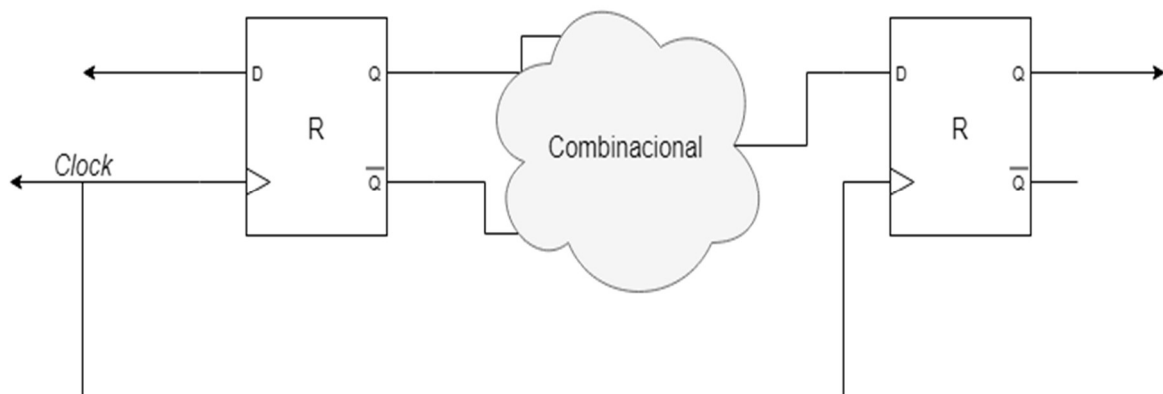 D Q
R
Clock
Q
Combinacional
D Q
R
Q